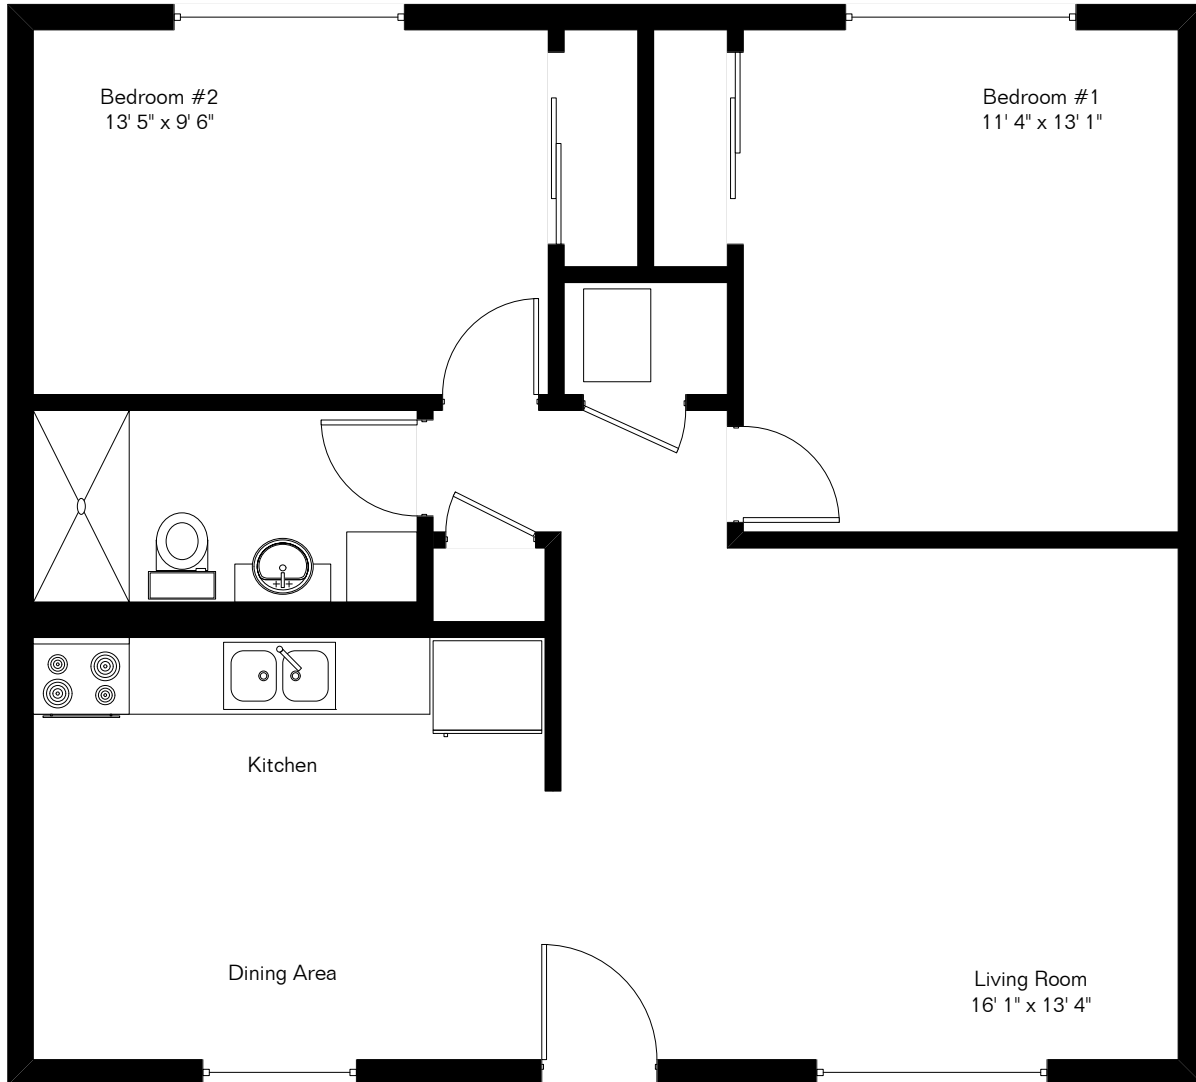 Bedroom #2
13' 5" x 9' 6"
Bedroom #1
11' 4" x 13' 1"
Kitchen
Dining Area
Living Room
16' 1" x 13' 4"